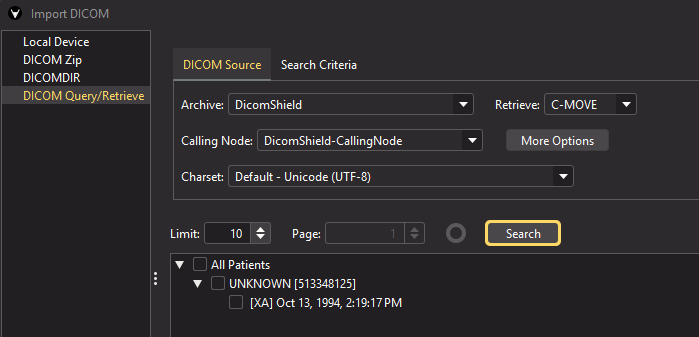 Import DICOM
Local Device
DICOM Zip
DICOMDIR
DICOM Query/Retrieve
DICOM Source
Search Criteria
Archive: DicomShield Retrieve: C-MOVE
Calling Node: DicomShield-CallingNode More Options
Charset: Default - Unicode (UTF-8)
Limit: 10 Page: 1 Search
All Patients
UNKNOWN [513348125]
[XA] Oct 13, 1994, 2:19:17 PM